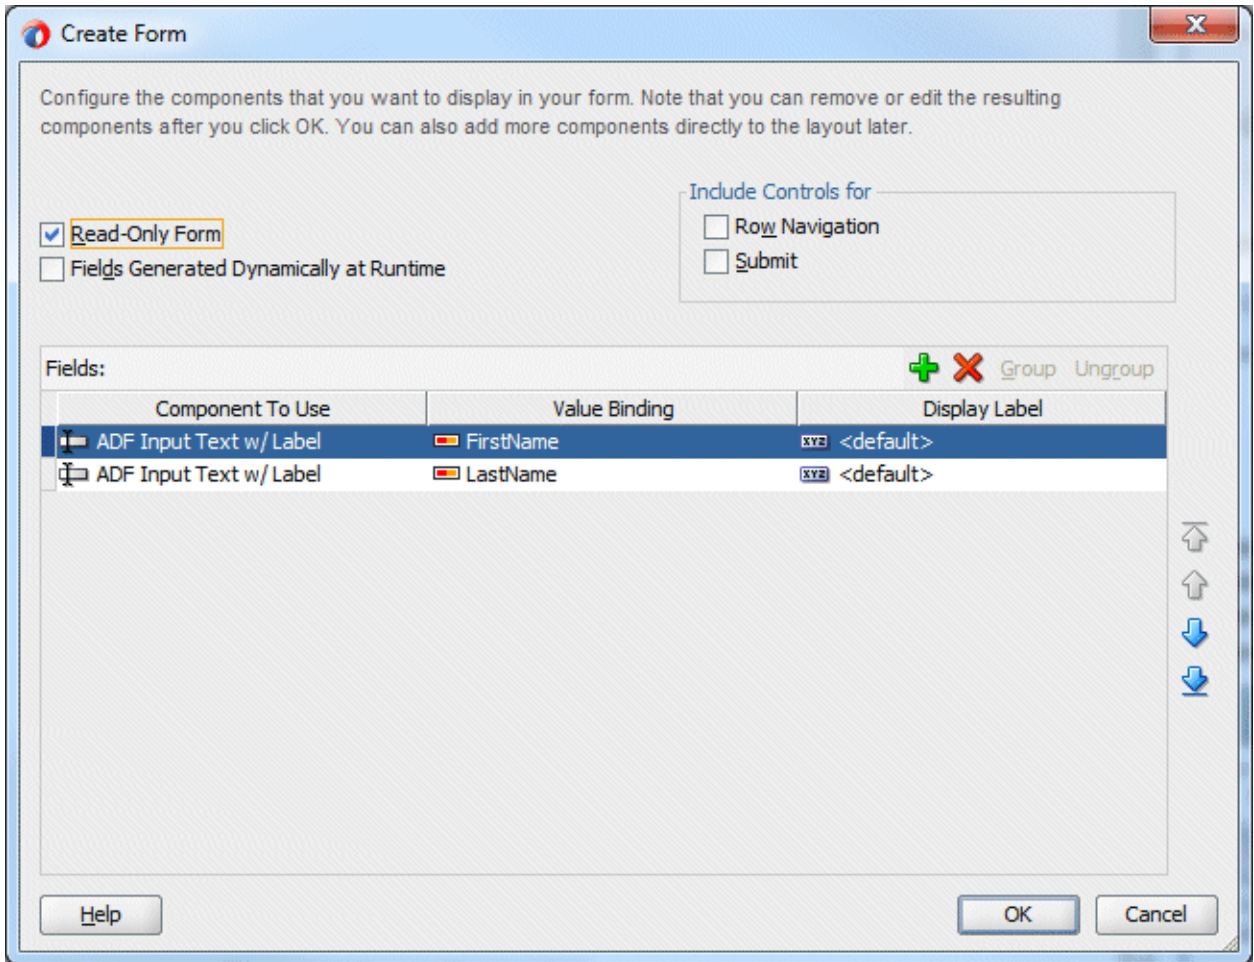 Create Form
Configure the components that you want to display in your form. Note that you can remove or edit the resulting
components after you click OK. You can also add more components directly to the layout later.
Include Controls for
Read-Only Form
Row Navigation
Fields Generated Dynamically at Runtime
Submit
Fields:
Group Ungroup
Component To Use Value Binding Display Label
ADF Input Text w/ Label FirstName XYZ <default>
ADF Input Text w/ Label LastName XYZ <default>
Help OK Cancel